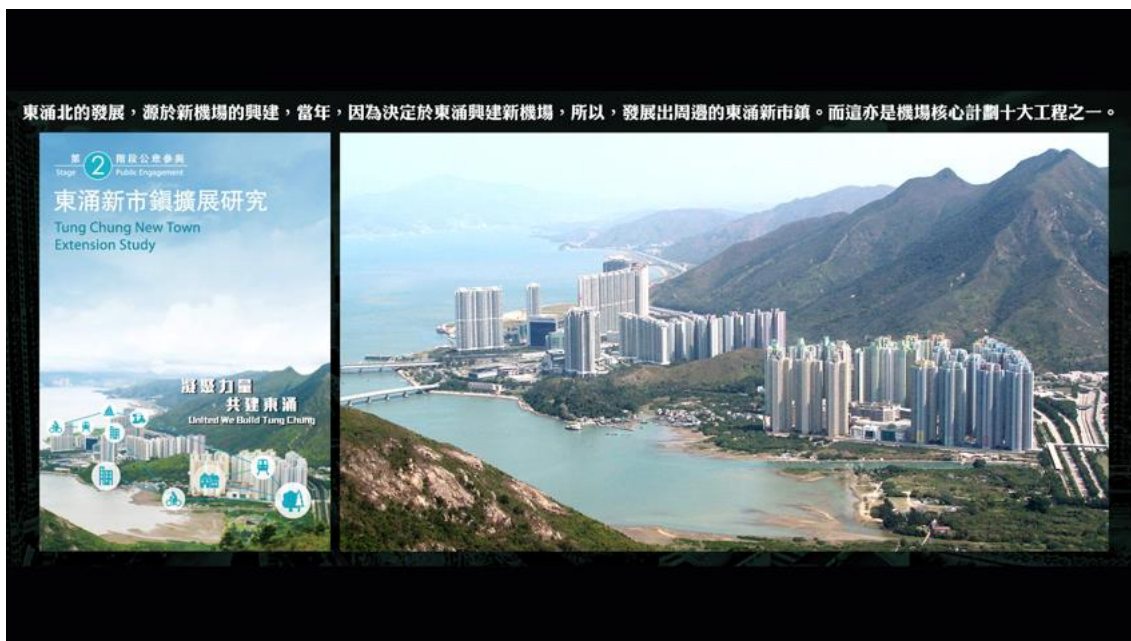 東涌北的發展，源於新機場的興建，當年，因為決定於東涌興建新機場，所以，發展出周邊的東涌新市鎮。而這亦是機場核心計劃十大工程之一。
第 2 階段公眾參與
Stage Public Engagement
東涌新市鎮擴展研究
Tung Chung New Town
Extension Study
凝聚力量
共建東涌
United We Build Tung Chung